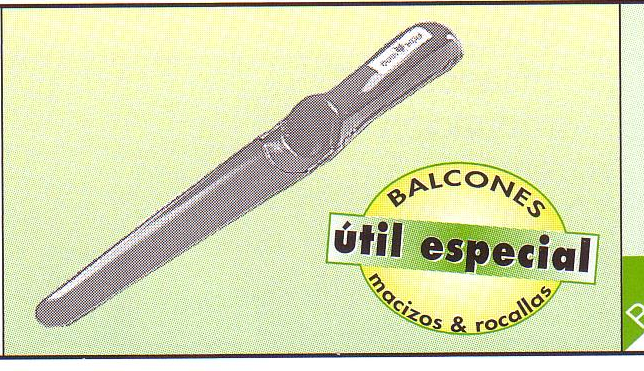 BALCONES
útil especial
macizos & rocallas
P